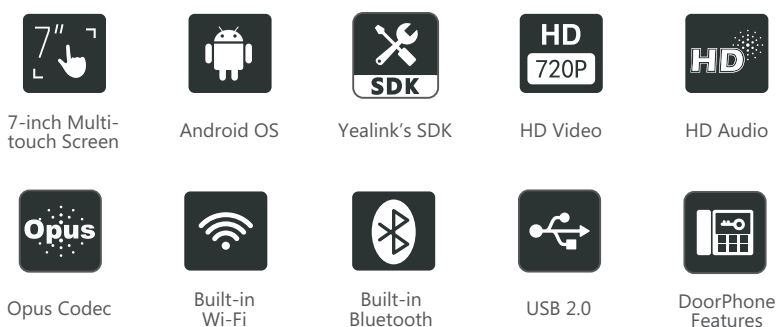 7"
SDK
HD
720P
HD
7-inch Multi-
touch Screen
Android OS
Yealink's SDK
HD Video
HD Audio
Opus
Opus Codec
Built-in
Wi-Fi
Built-in
Bluetooth
USB 2.0
DoorPhone
Features